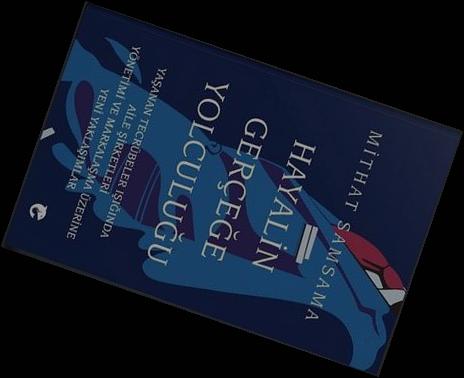 MİTHAT SAMSAMA
HAYALİN
GERÇEĞE
YOLCULUĞU
YAŞANAN TECRÜBELER IŞIĞINDA
AİLE ŞİRKETLERİ
YÖNETİMİ VE MARKALAŞMA ÜZERİNE
YENİ YAKLAŞIMLAR